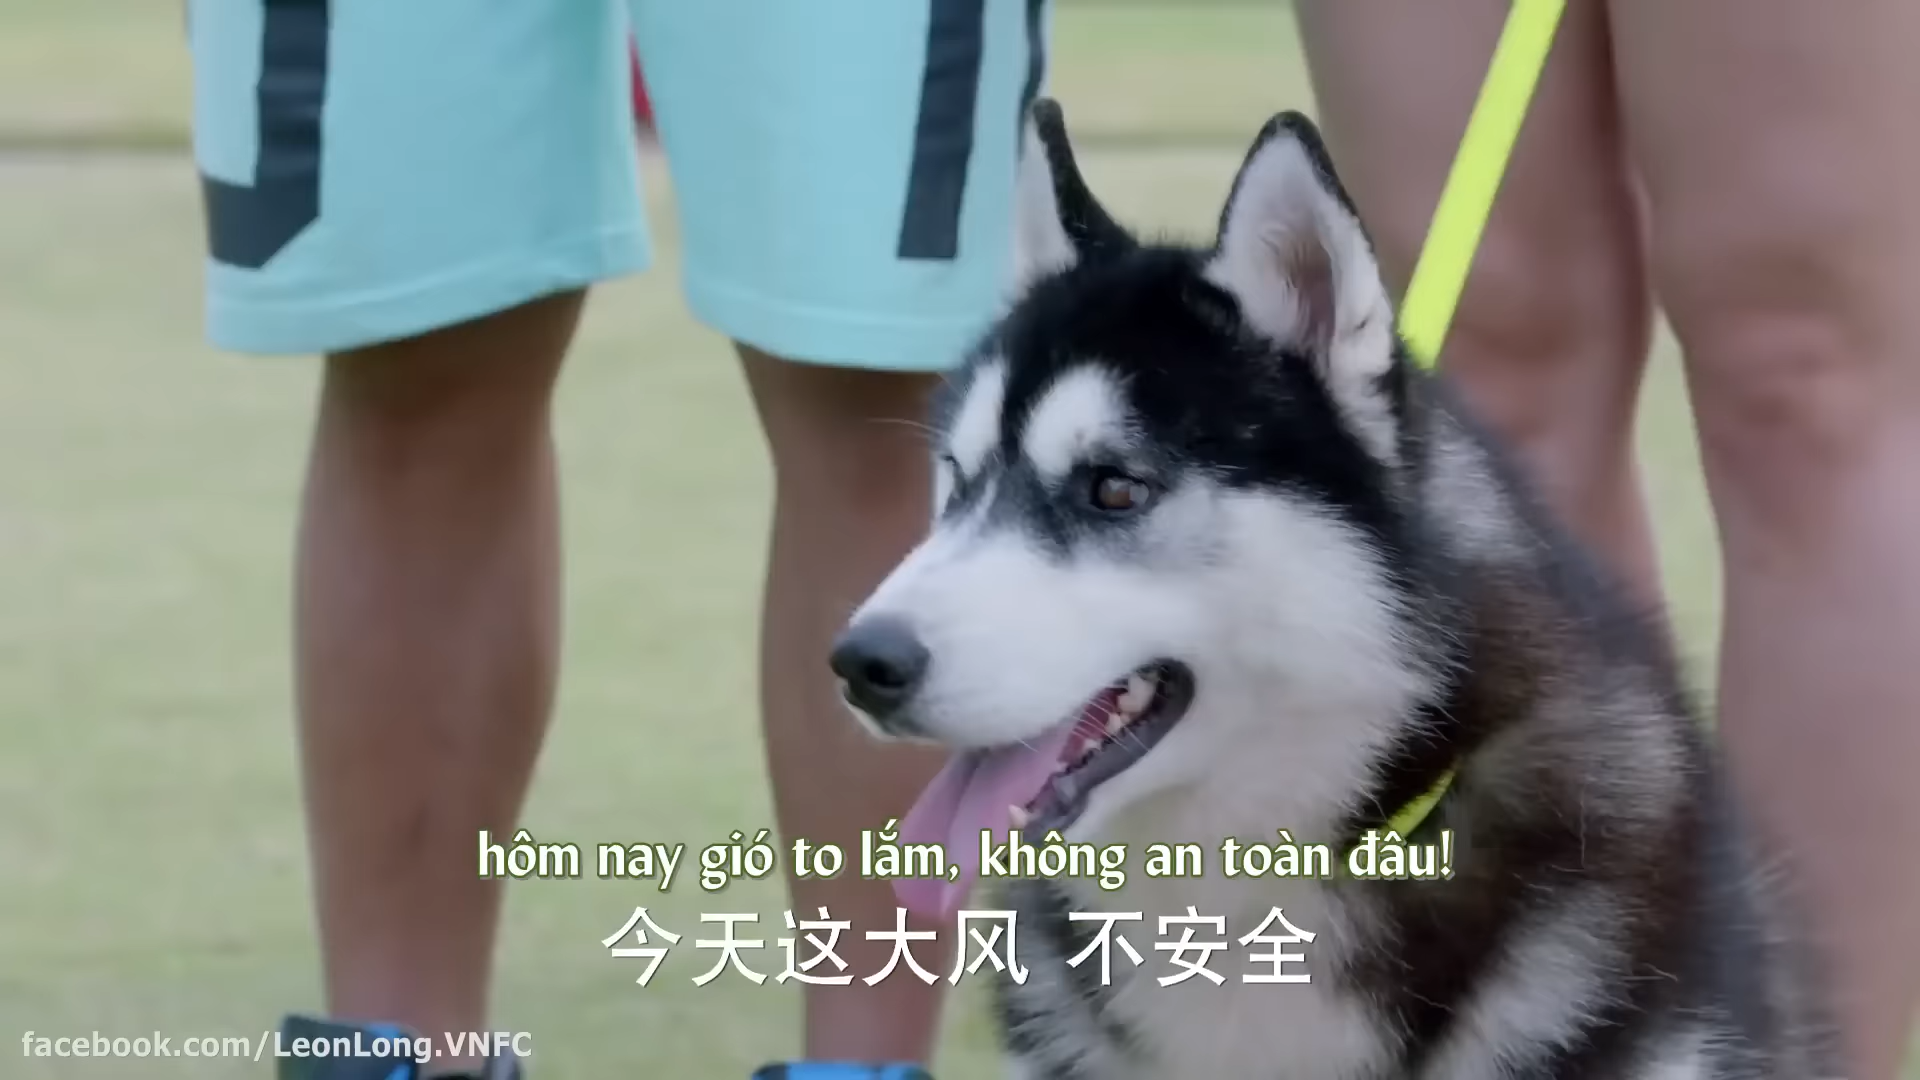 hôm nay gió to lắm, không an toàn đâu!
今天这大风 不安全
facebook.com/LeonLong.VNFC